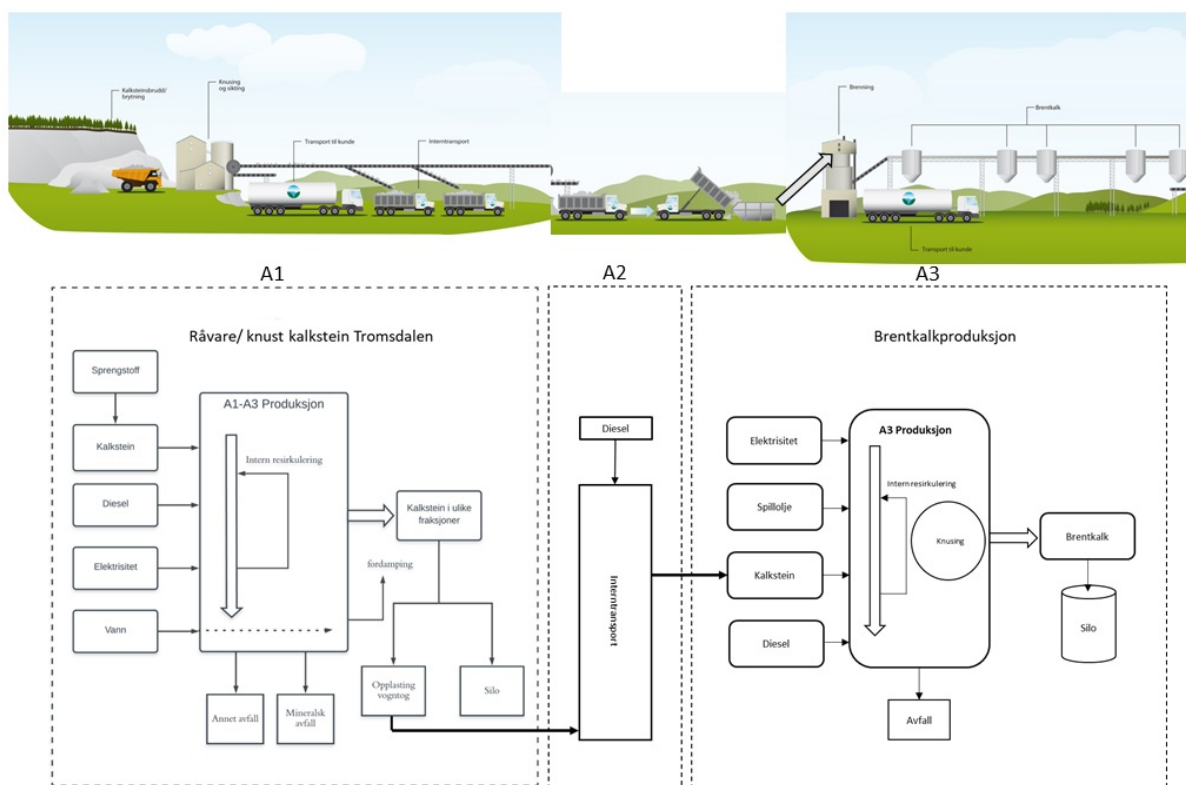 Kalksteinsbrudd/
brytning
Knusing
og sikting
Transport til kunde
Interntransport
Brenning
Brentkalk
Transport til kunde
A1
A2
A3
Råvare/ knust kalkstein Tromsdalen
Sprengstoff
Kalkstein
Diesel
Elektrisitet
Vann
A1-A3 Produksjon
Intern resirkulering
Kalkstein i ulike
fraksjoner
fordamping
Annet avfall
Mineralsk
avfall
Opplasting
vogntog
Silo
Diesel
Interntransport
Brentkalkproduksjon
Elektrisitet
Spillolje
Kalkstein
Diesel
A3 Produksjon
Intern resirkulering
Knusing
Brentkalk
Silo
Avfall